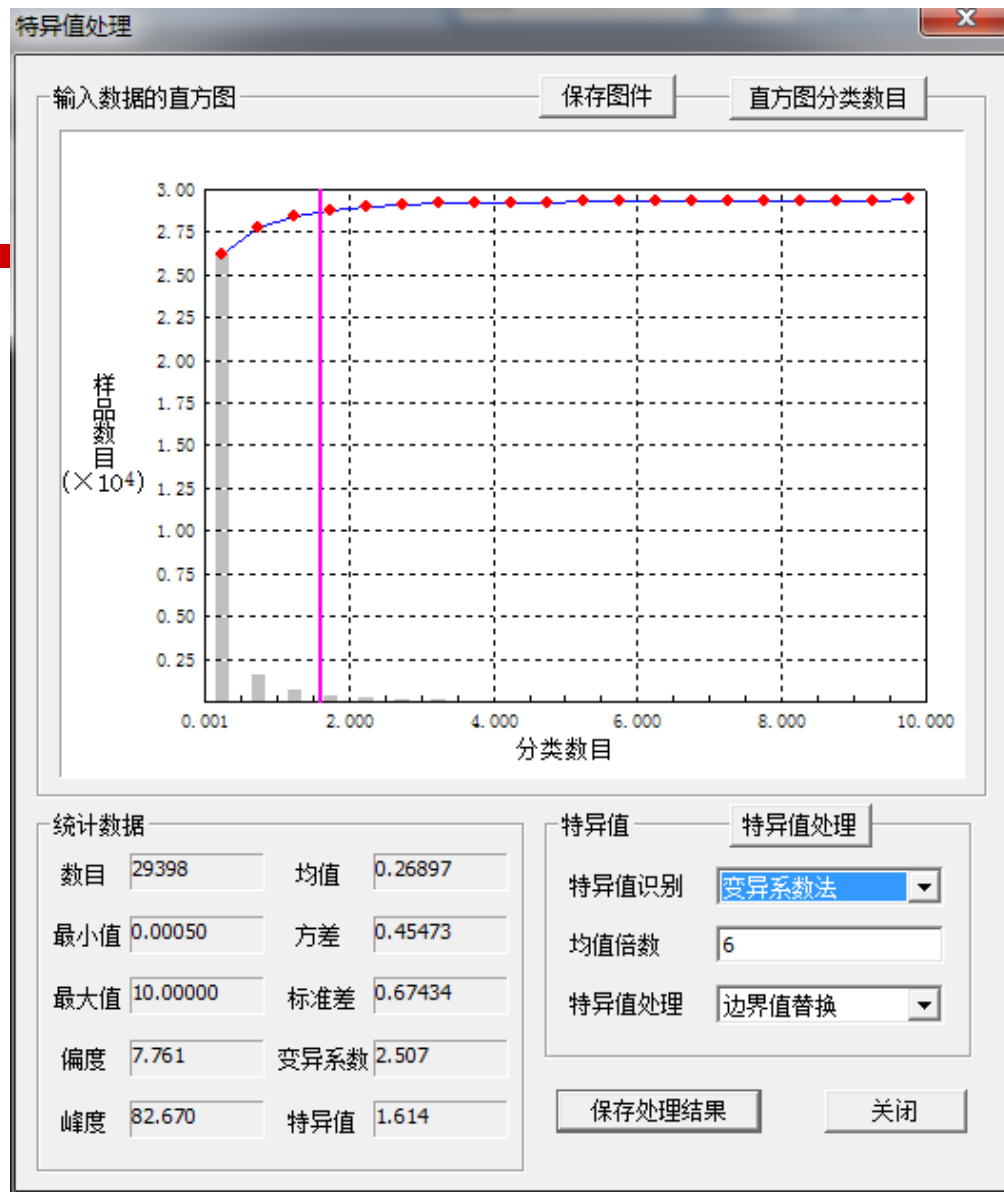 特异值处理
X
输入数据的直方图
保存图件
直方图分类数目
3.00
2.75
2.50
2.25
2.00
1.75
1.50
1.25
1.00
0.75
0.50
0.25
样品数目
(×10⁴)
0.001
2.000
4.000
6.000
8.000
10.000
分类数目
统计数据
数目 29398 均值 0.26897
最小值 0.00050 方差 0.45473
最大值 10.00000 标准差 0.67434
偏度 7.761 变异系数 2.507
峰度 82.670 特异值 1.614
特异值
特异值处理
特异值识别 变异系数法
均值倍数 6
特异值处理 边界值替换
保存处理结果
关闭